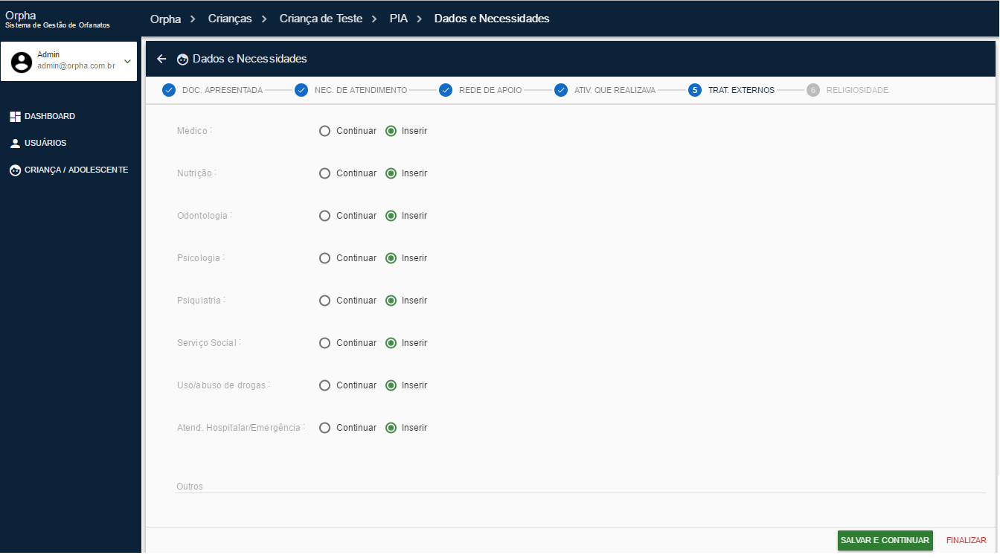 Orpha
Sistema de Gestão de Orfanatos
Orpha > Crianças > Criança de Teste > PIA > Dados e Necessidades
Admin
admin@orpha.com.br
DASHBOARD
USUÁRIOS
CRIANÇA / ADOLESCENTE
Dados e Necessidades
DOC. APRESENTADA NEC. DE ATENDIMENTO REDE DE APOIO ATIV. QUE REALIZAVA 5 TRAT. EXTERNOS 6 RELIGIOSIDADE
Médico : Continuar Inserir
Nutrição : Continuar Inserir
Odontologia : Continuar Inserir
Psicologia : Continuar Inserir
Psiquiatria : Continuar Inserir
Serviço Social : Continuar Inserir
Uso/abuso de drogas : Continuar Inserir
Atend. Hospitalar/Emergência : Continuar Inserir
Outros
SALVAR E CONTINUAR FINALIZAR